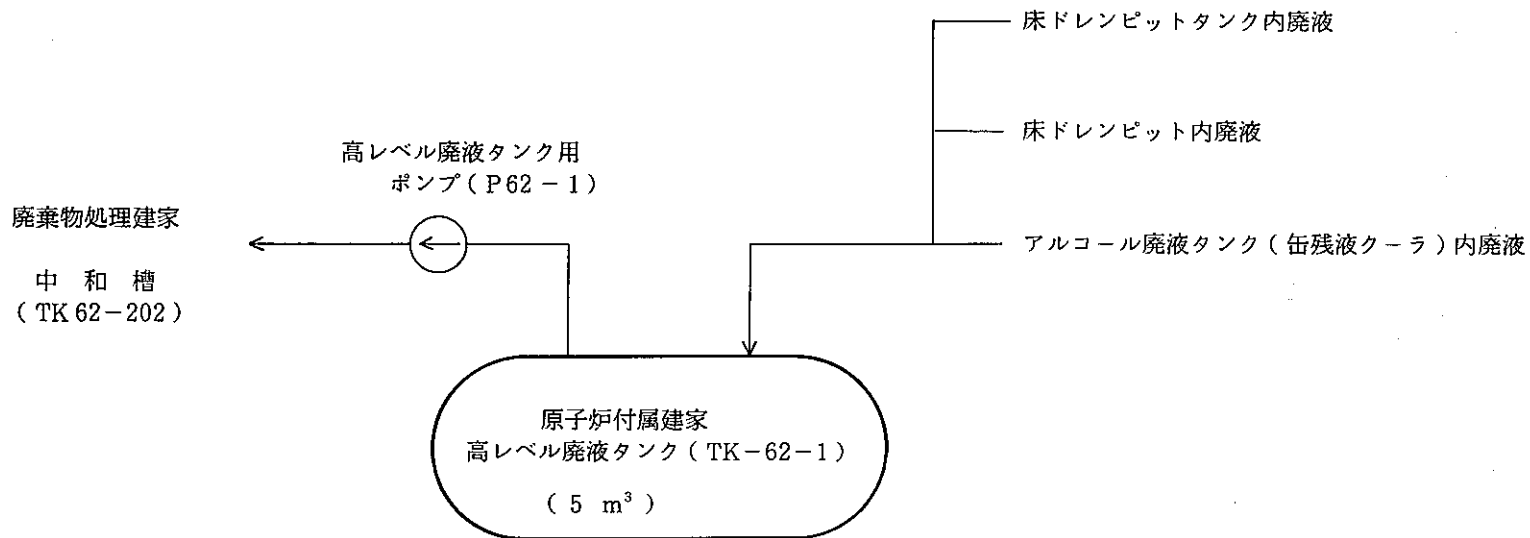 床ドレンピットタンク内廃液
床ドレンピット内廃液
高レベル廃液タンク用
ポンプ(P62-1)
廃棄物処理建家
中和槽
(TK62-202)
アルコール廃液タンク(缶残液クーラ)内廃液
原子炉付属建家
高レベル廃液タンク(TK-62-1)
(5 m³)